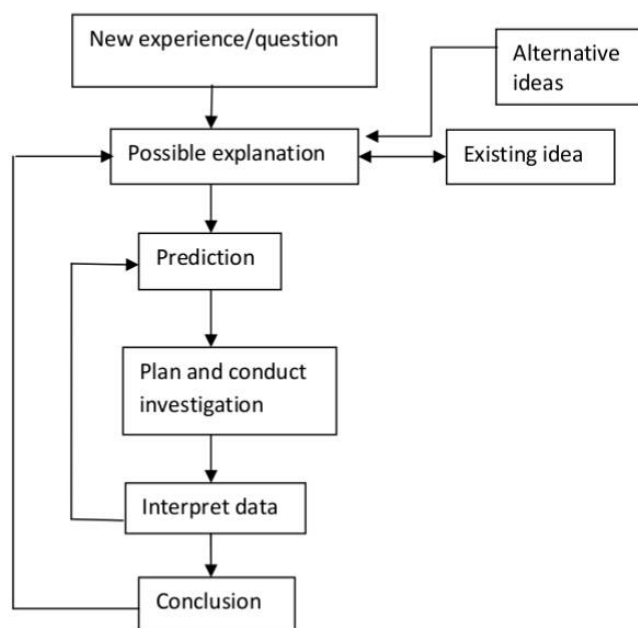 New experience/question
Alternative
ideas
Possible explanation
Existing idea
Prediction
Plan and conduct
investigation
Interpret data
Conclusion